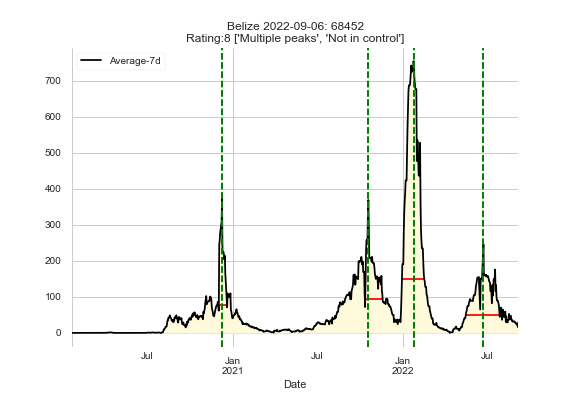 Belize 2022-09-06: 68452
Rating:8 ['Multiple peaks', 'Not in control']
Average-7d
700
600
500
400
300
200
100
0
Jul
Jan
2021
Jul
Jan
2022
Jul
Date